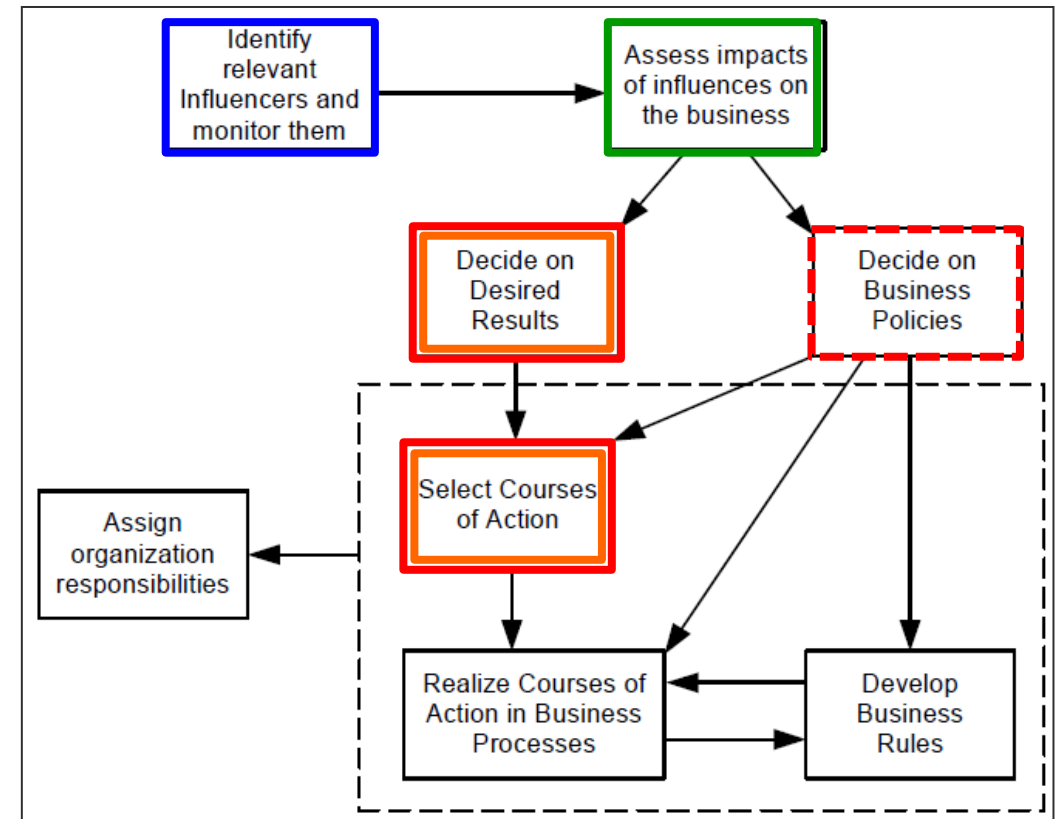 Identify
relevant
Influencers and
monitor them
Assess impacts
of influences on
the business
Decide on
Desired
Results
Decide on
Business
Policies
Select Courses
of Action
Assign
organization
responsibilities
Realize Courses of
Action in Business
Processes
Develop
Business
Rules